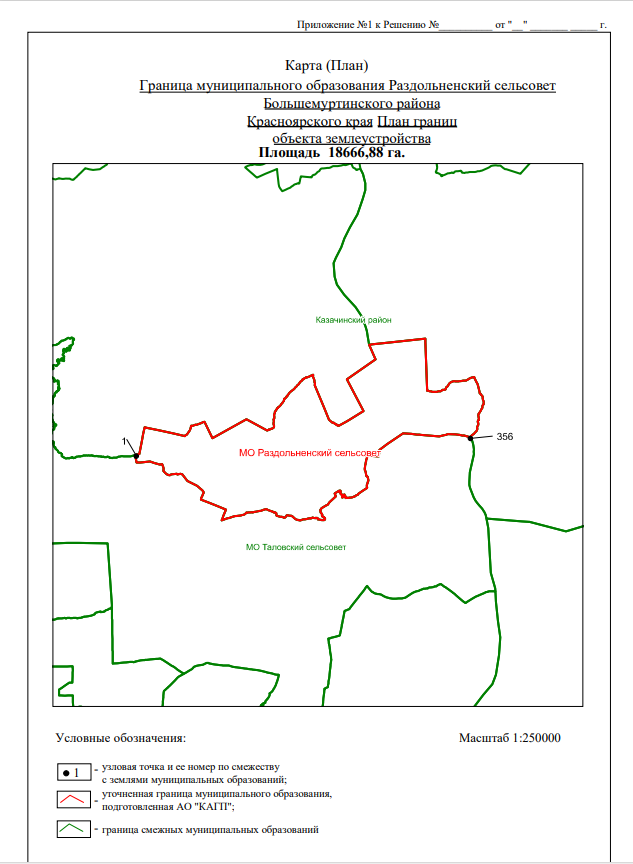 Приложение №1 к Решению №__________ от "__" _______ _____ г.
Карта (План)
Граница муниципального образования Раздольненский сельсовет
Большемуртинского района
Красноярского края План границ
объекта землеустройства
Площадь 18666,88 га.
Казачинский район
1
356
МО Раздольненский сельсовет
МО Таловский сельсовет
Условные обозначения:
Масштаб 1:250000
1 - узловая точка и ее номер по смежеству
с землями муниципальных образований;
- уточненная граница муниципального образования,
подготовленная АО "КАГП";
- граница смежных муниципальных образований